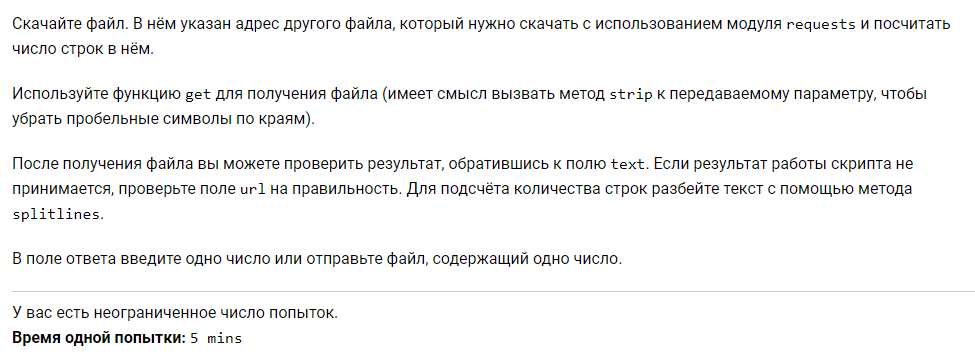 Скачайте файл. В нём указан адрес другого файла, который нужно скачать с использованием модуля requests и посчитать
число строк в нём.
Используйте функцию get для получения файла (имеет смысл вызвать метод strip к передаваемому параметру, чтобы
убрать пробельные символы по краям).
После получения файла вы можете проверить результат, обратившись к полю text. Если результат работы скрипта не
принимается, проверьте поле url на правильность. Для подсчёта количества строк разбейте текст с помощью метода
splitlines.
В поле ответа введите одно число или отправьте файл, содержащий одно число.
У вас есть неограниченное число попыток.
Время одной попытки: 5 mins